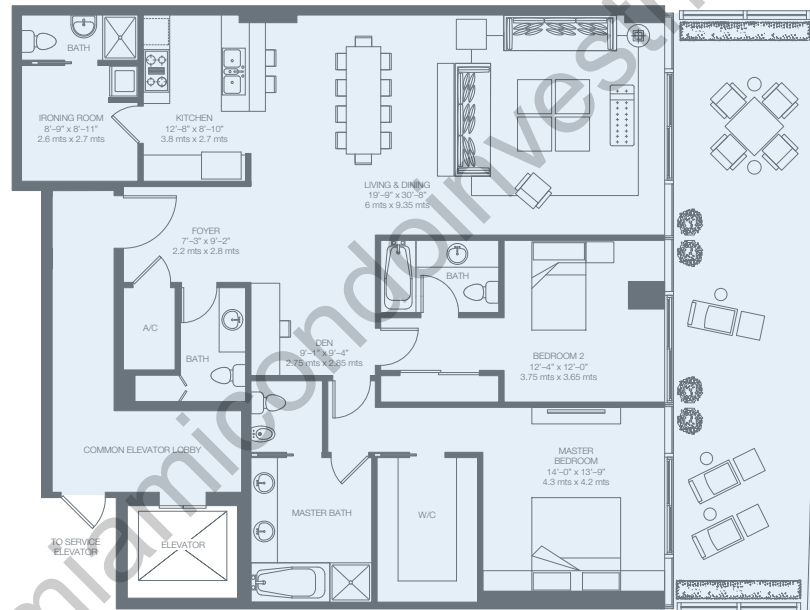 BATH
IRONING ROOM
8'-9" x 8'-11"
2.6 mts x 2.7 mts
KITCHEN
12'-8" x 8'-10"
3.8 mts x 2.7 mts
LIVING & DINING
19'-9" x 30'-8"
6 mts x 9.35 mts
FOYER
7'-3" x 9'-2"
2.2 mts x 2.8 mts
BATH
A/C
BATH
DEN
9'-1" x 9'-4"
2.75 mts x 2.85 mts
BEDROOM 2
12'-4" x 12'-0"
3.75 mts x 3.65 mts
COMMON ELEVATOR LOBBY
MASTER
BEDROOM
14'-0" x 13'-9"
4.3 mts x 4.2 mts
MASTER BATH
W/C
TO SERVICE
ELEVATOR
ELEVATOR
miamicondoinvestm